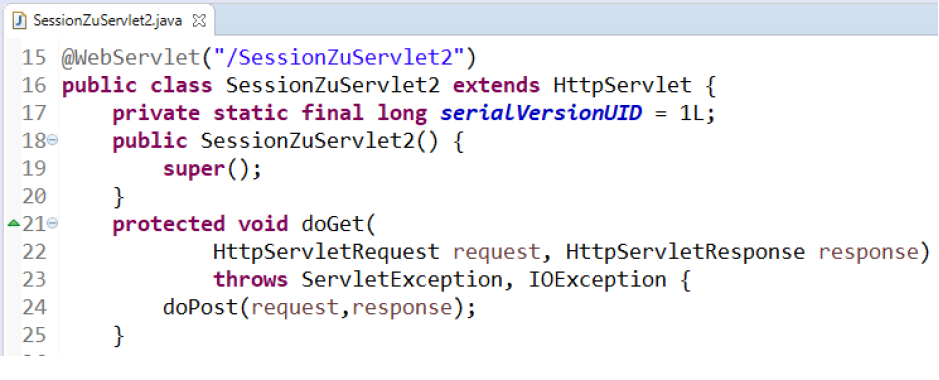 SessionZuServlet2.java
15 @WebServlet("/SessionZuServlet2")
16 public class SessionZuServlet2 extends HttpServlet {
17 private static final long serialVersionUID = 1L;
18 public SessionZuServlet2() {
19 super();
20 }
21 protected void doGet(
22 HttpServletRequest request, HttpServletResponse response)
23 throws ServletException, IOException {
24 doPost(request,response);
25 }